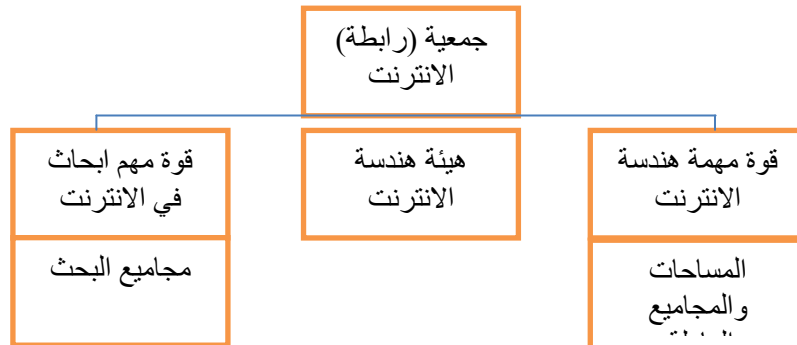 جمعية (رابطة)
الانترنت
قوة مهمة هندسة
الانترنت
هيئة هندسة
الانترنت
قوة مهم ابحاث
في الانترنت
المساحات
والمجاميع
مجاميع البحث